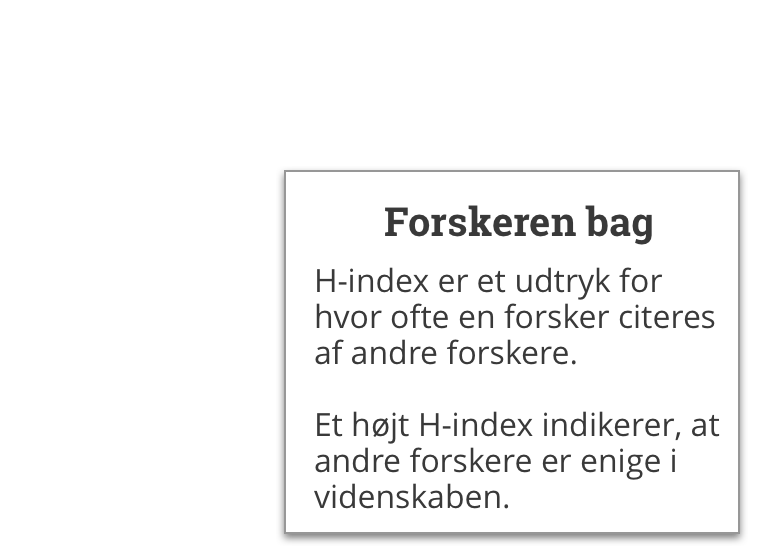 Forskeren bag
H-index er et udtryk for
hvor ofte en forsker citeres
af andre forskere.
Et højt H-index indikerer, at
andre forskere er enige i
videnskaben.